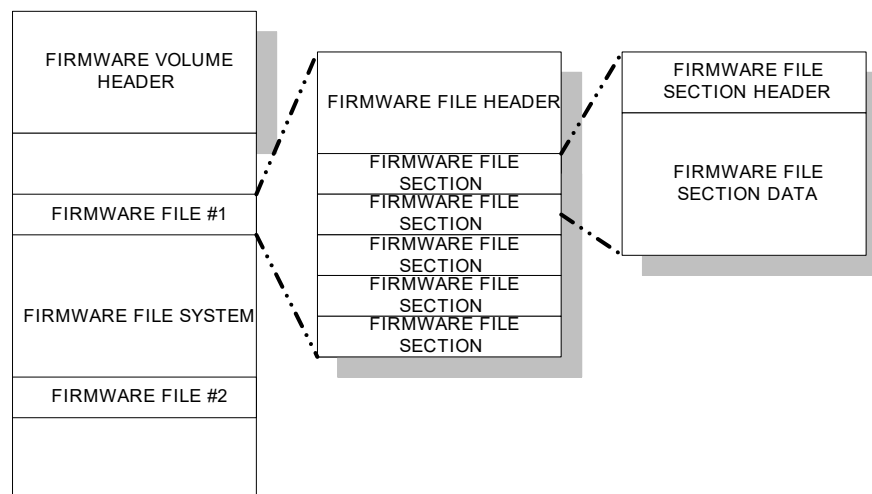 FIRMWARE VOLUME
HEADER
FIRMWARE FILE #1
FIRMWARE FILE SYSTEM
FIRMWARE FILE #2
FIRMWARE FILE HEADER
FIRMWARE FILE
SECTION
FIRMWARE FILE
SECTION
FIRMWARE FILE
SECTION
FIRMWARE FILE
SECTION
FIRMWARE FILE
SECTION
FIRMWARE FILE
SECTION HEADER
FIRMWARE FILE
SECTION DATA